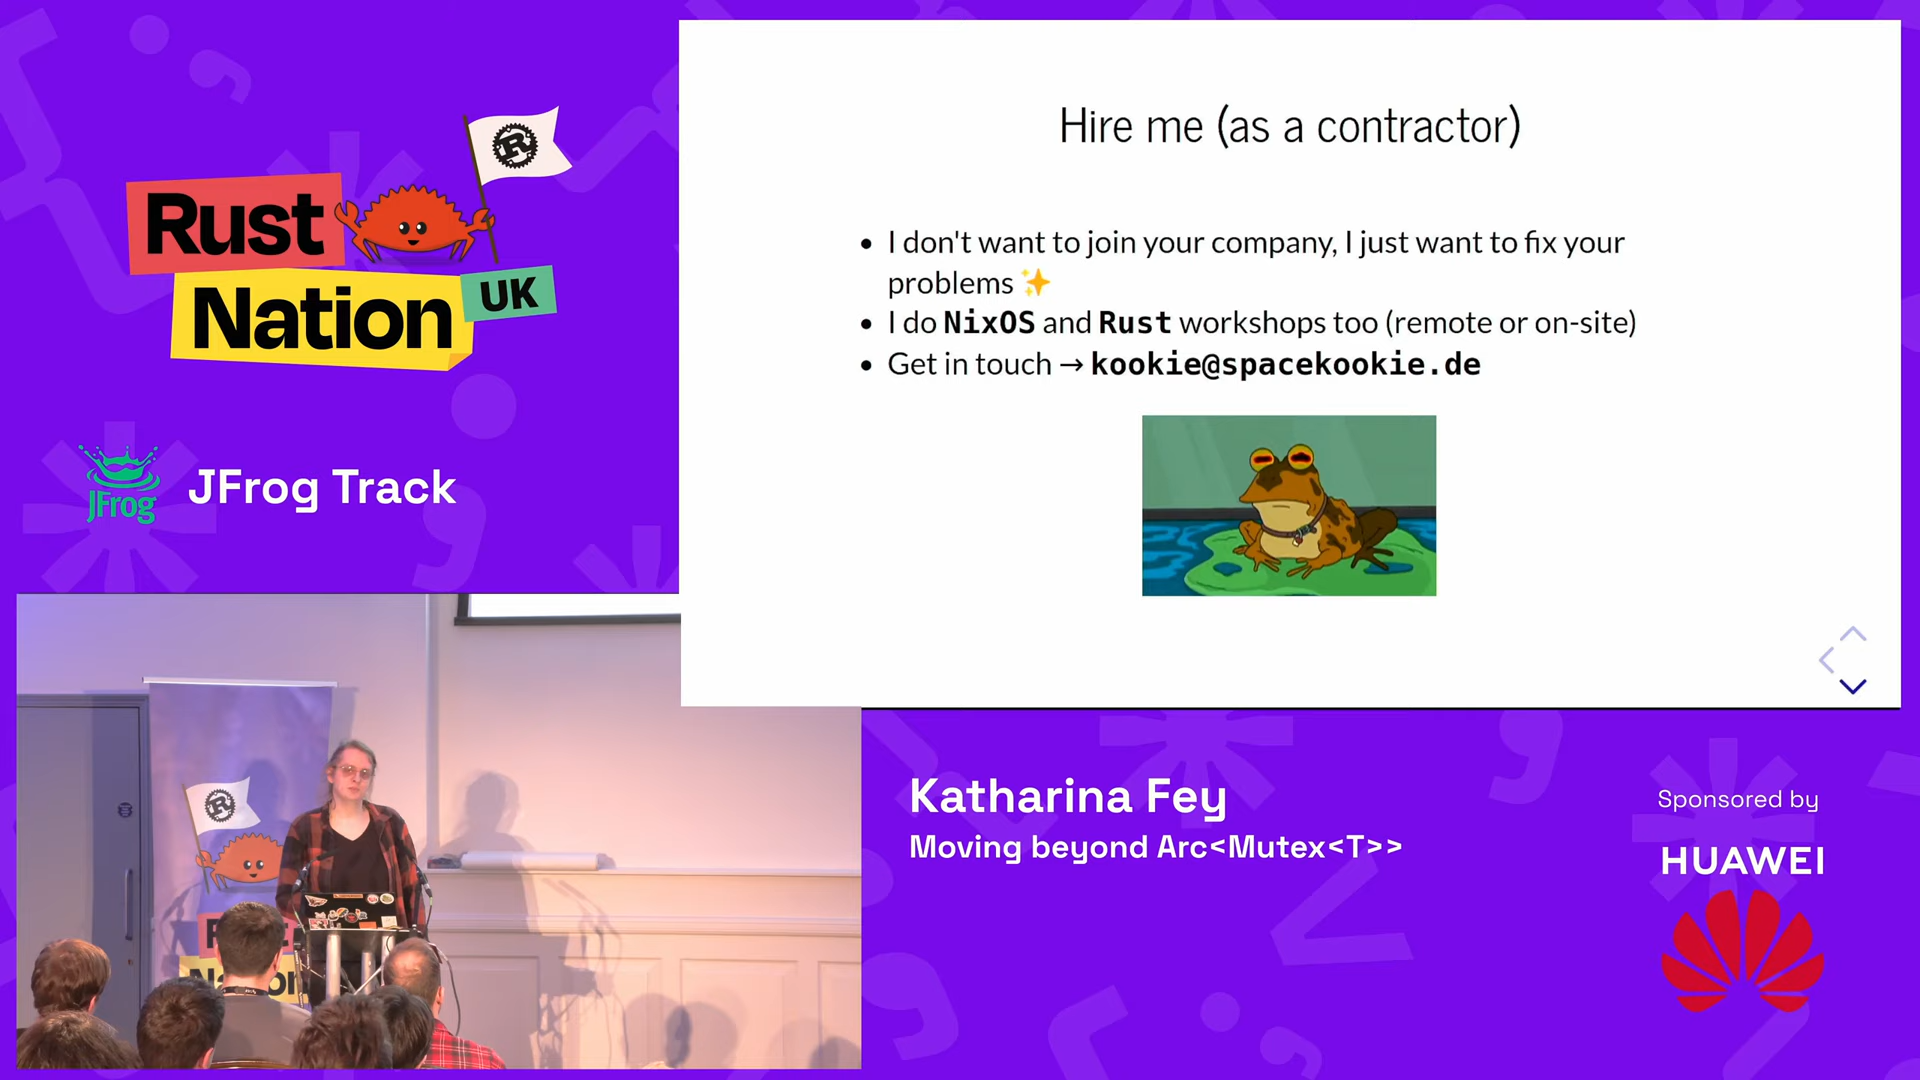 Rust
Nation
UK
R
JFrog
JFrog Track
Hire me (as a contractor)
• I don't want to join your company, I just want to fix your
problems ✨
• I do NixOS and Rust workshops too (remote or on-site)
• Get in touch → kookie@spacekookie.de
R
Katharina Fey
Moving beyond Arc<Mutex<T>>
Sponsored by
HUAWEI